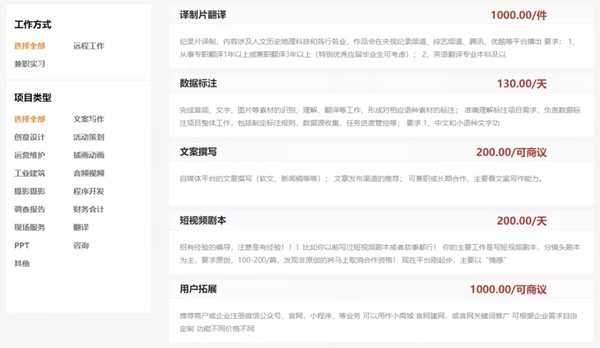 工作方式
选择全部 远程工作
兼职实习
项目类型
选择全部 文案写作
创意设计 活动策划
运营维护 插画动画
工业建筑 音频视频
摄影摄影 程序开发
调查报告 财务会计
现场服务 翻译
PPT 咨询
其他
译制片翻译 1000.00/件
纪录片译制，内容涉及人文历史地理科技和各行各业，作品会在央视纪录频道、综艺频道、腾讯、优酷等平台播出 要求： 1、
从事专职翻译1年以上或兼职翻译3年以上（特别优秀应届毕业生可考虑）； 2、英语翻译专业本科及以
数据标注 130.00/天
完成音频、文字、图片等素材的识别、理解、翻译等工作，形成对相应语种素材的标注； 准确理解标注项目需求，负责数据标
注项目整体工作，包括制定标注规则、数据源收集、任务进度管控等； 要求 1、中文和小语种文字功
文案撰写 200.00/可商议
自媒体平台的文章撰写（软文、新闻稿等等）； 文章发布渠道的推荐； 可兼职或长期合作，主要看文案写作能力。
短视频剧本 200.00/天
招有经验的编导，注意是有经验！！！比如你以前写过短视频剧本或者故事都行！ 你的主要工作是写短视频剧本、分镜头剧本
为主，要求原创，100-200/篇，发现非原创的将马上取消合作资格！ 现在平台刚起步，主要以“情感”
用户拓展 1000.00/可商议
推荐商户或企业注册微信公众号、官网、小程序、等业务 可以用作小商城 官网建网，或官网关键词推广 可根据企业需求自由
定制 功能不同价格不同